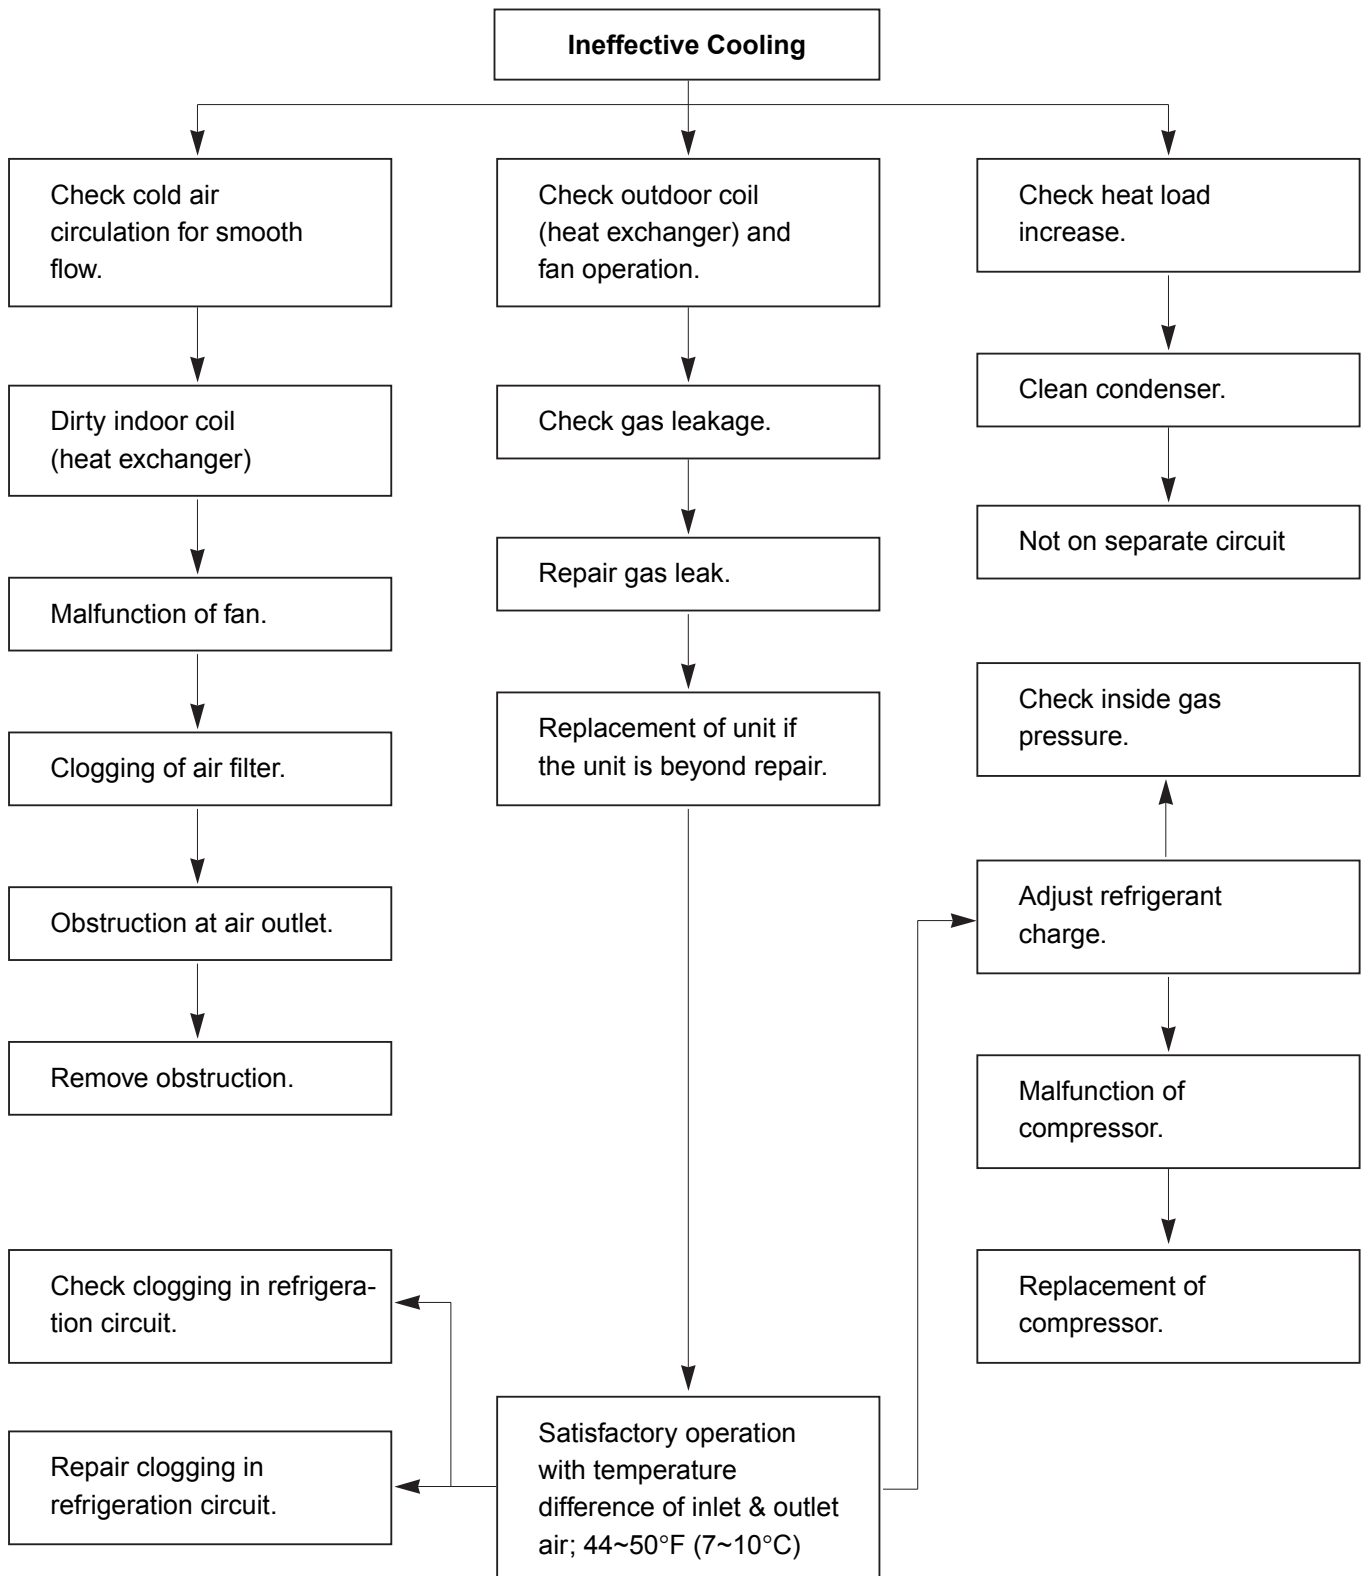 Ineffective Cooling
Check cold air
circulation for smooth
flow.
Dirty indoor coil
(heat exchanger)
Malfunction of fan.
Clogging of air filter.
Obstruction at air outlet.
Remove obstruction.
Check outdoor coil
(heat exchanger) and
fan operation.
Check gas leakage.
Repair gas leak.
Replacement of unit if
the unit is beyond repair.
Check heat load
increase.
Clean condenser.
Not on separate circuit
Check inside gas
pressure.
Adjust refrigerant
charge.
Malfunction of
compressor.
Replacement of
compressor.
Check clogging in refrigera-
tion circuit.
Repair clogging in
refrigeration circuit.
Satisfactory operation
with temperature
difference of inlet & outlet
air; 44~50°F (7~10°C)